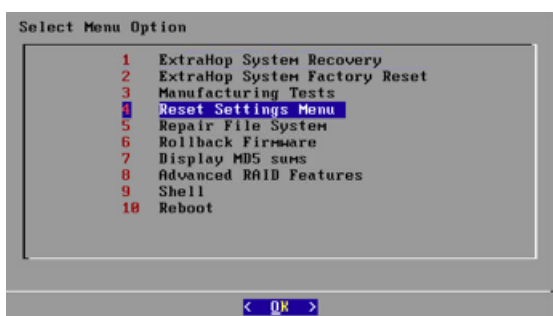 Select Menu Option
1 ExtraHop System Recovery
2 ExtraHop System Factory Reset
3 Manufacturing Tests
4 Reset Settings Menu
5 Repair File System
6 Rollback Firmware
7 Display MD5 sums
8 Advanced RAID Features
9 Shell
10 Reboot
< OK >